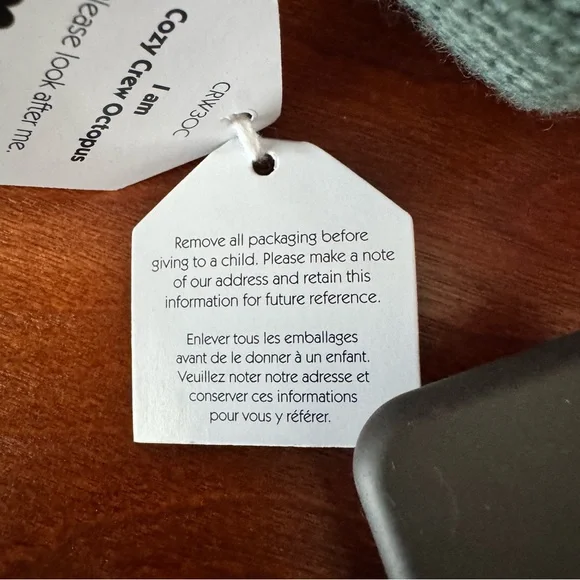 CRW3OC
I am
Cozy Crew Octopus
lease look after me.
Remove all packaging before
giving to a child. Please make a note
of our address and retain this
information for future reference.
Enlever tous les emballages
avant de le donner à un enfant.
Veuillez noter notre adresse et
conserver ces informations
pour vous y référer.